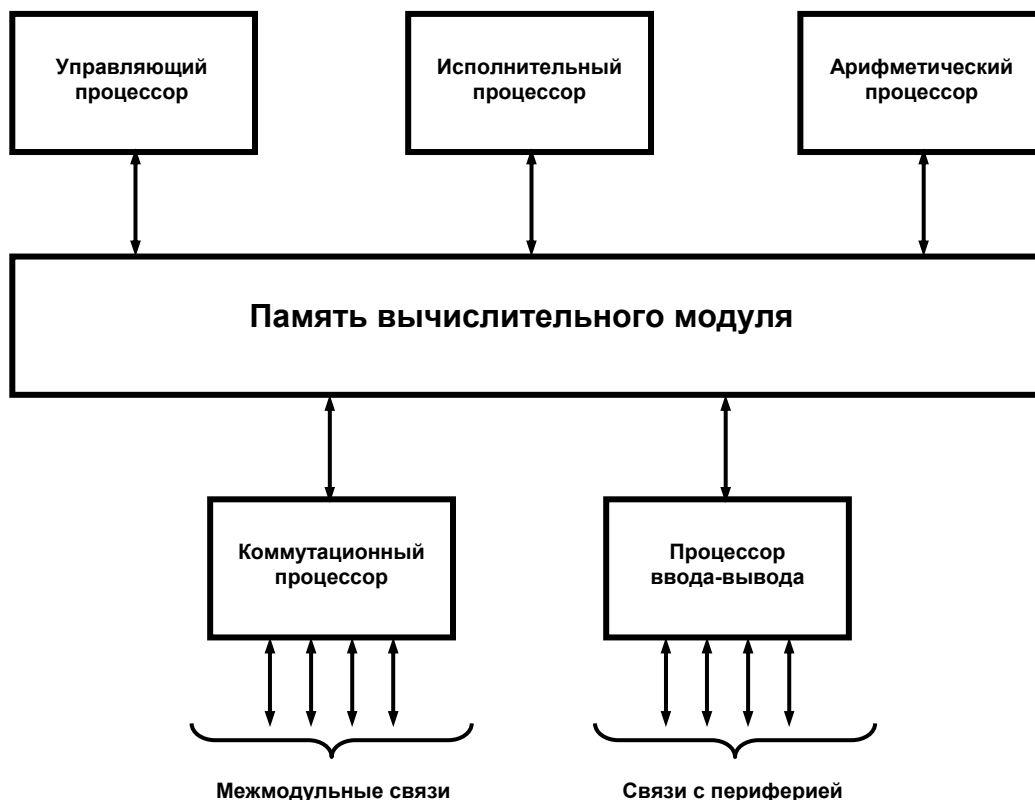 Управляющий
процессор
Исполнительный
процессор
Арифметический
процессор
Память вычислительного модуля
Коммутационный
процессор
Процессор
ввода-вывода
Межмодульные связи
Связи с периферией